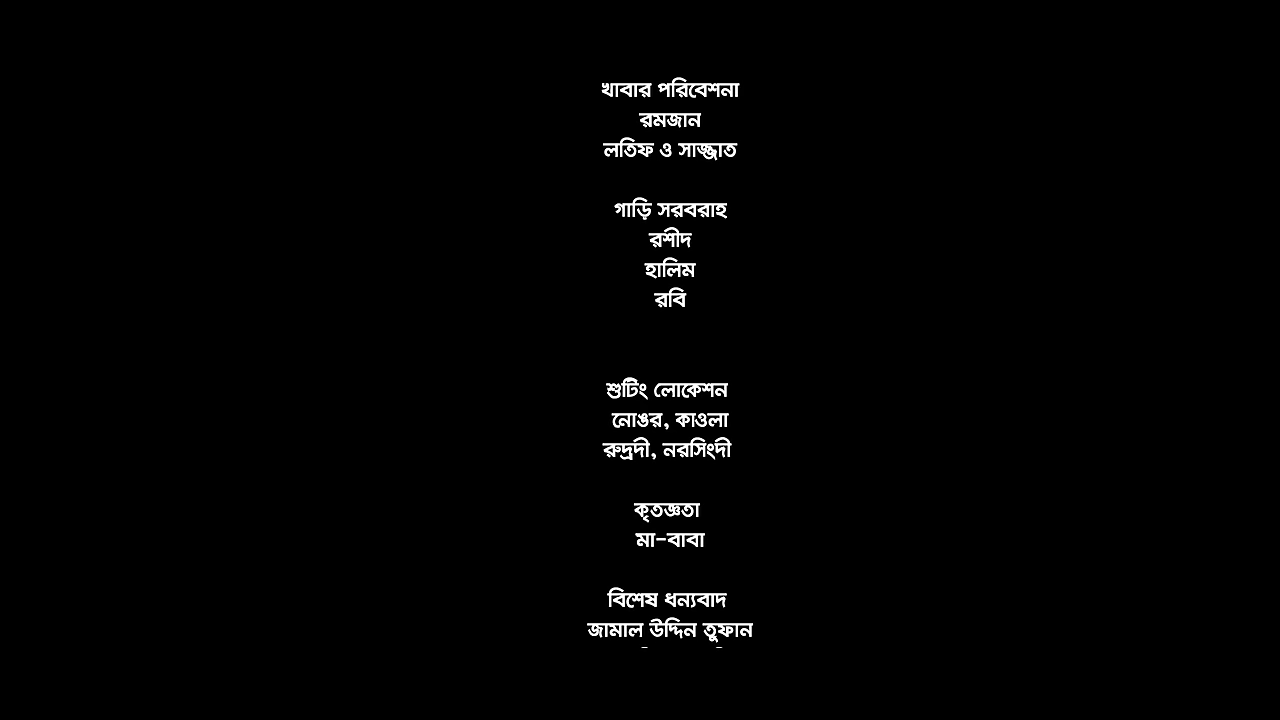 খাবার পরিবেশনা
রমজান
লতিফ ও সাজ্জাত
গাড়ি সরবরাহ
রশীদ
হালিম
রবি
শুটিং লোকেশন
নোঙর, কাওলা
রুদ্রদী, নরসিংদী
কৃতজ্ঞতা
মা-বাবা
বিশেষ ধন্যবাদ
জামাল উদ্দিন তুফান